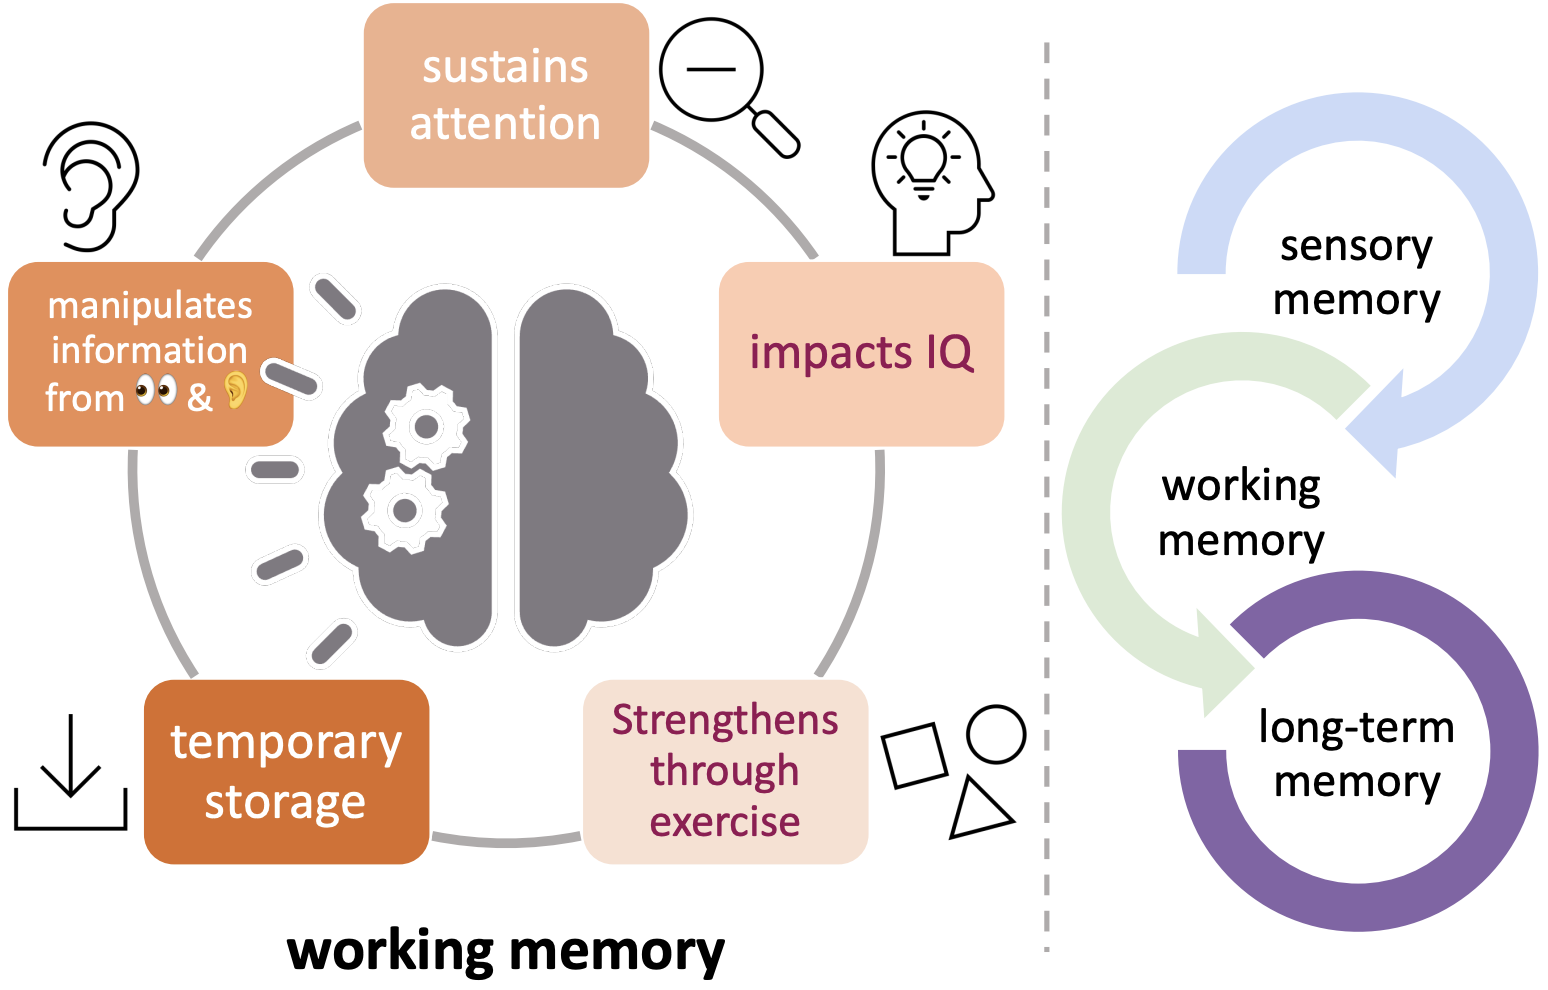 sustains
attention
manipulates
information
from 👀 & 👂
impacts IQ
temporary
storage
Strengthens
through
exercise
working memory
sensory
memory
working
memory
long-term
memory